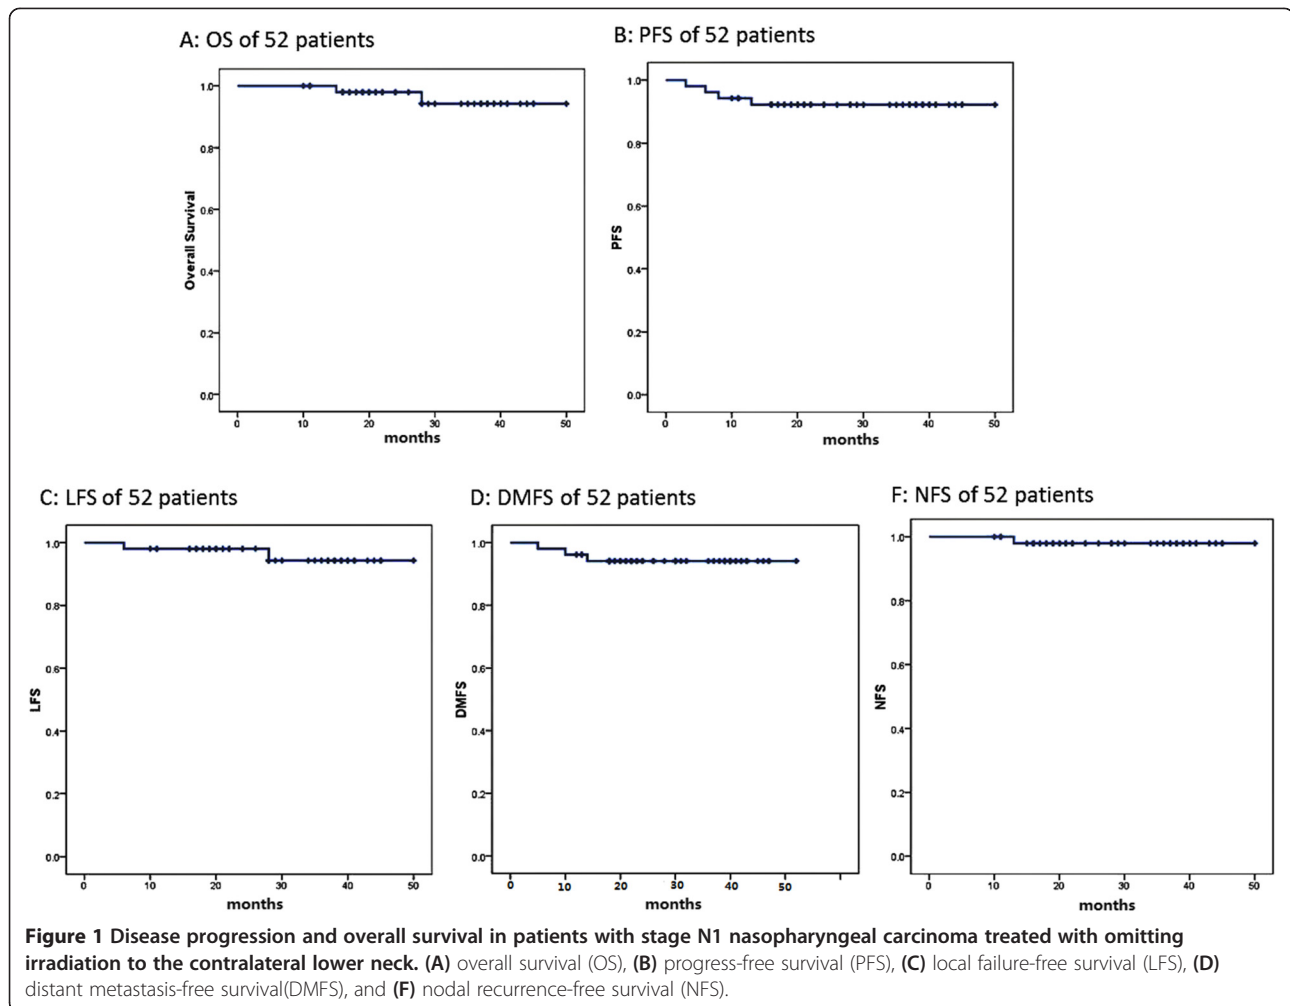 A: OS of 52 patients
B: PFS of 52 patients
1.0
0.8
0.6
0.4
0.2
0.0
Overall Survival
0 10 20 30 40 50
months
1.0
0.8
0.6
0.4
0.2
0.0
PFS
0 10 20 30 40 50
months
C: LFS of 52 patients
D: DMFS of 52 patients
F: NFS of 52 patients
1.0
0.8
0.6
0.4
0.2
0.0
LFS
0 10 20 30 40 50
months
1.0
0.8
0.6
0.4
0.2
0.0
DMFS
0 10 20 30 40 50
months
1.0
0.8
0.6
0.4
0.2
0.0
NFS
0 10 20 30 40 50
months
Figure 1 Disease progression and overall survival in patients with stage N1 nasopharyngeal carcinoma treated with omitting
irradiation to the contralateral lower neck. (A) overall survival (OS), (B) progress-free survival (PFS), (C) local failure-free survival (LFS), (D)
distant metastasis-free survival(DMFS), and (F) nodal recurrence-free survival (NFS).